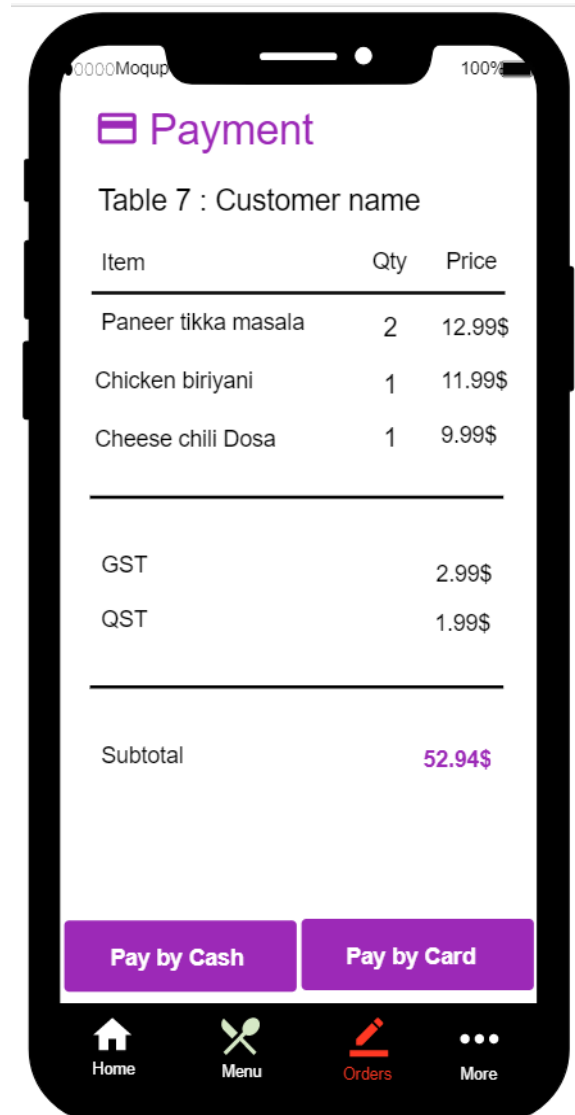 0000Moqup 100%
Payment
Table 7 : Customer name
Item Qty Price
Paneer tikka masala 2 12.99$
Chicken biriyani 1 11.99$
Cheese chili Dosa 1 9.99$
GST 2.99$
QST 1.99$
Subtotal 52.94$
Pay by Cash Pay by Card
Home Menu Orders More